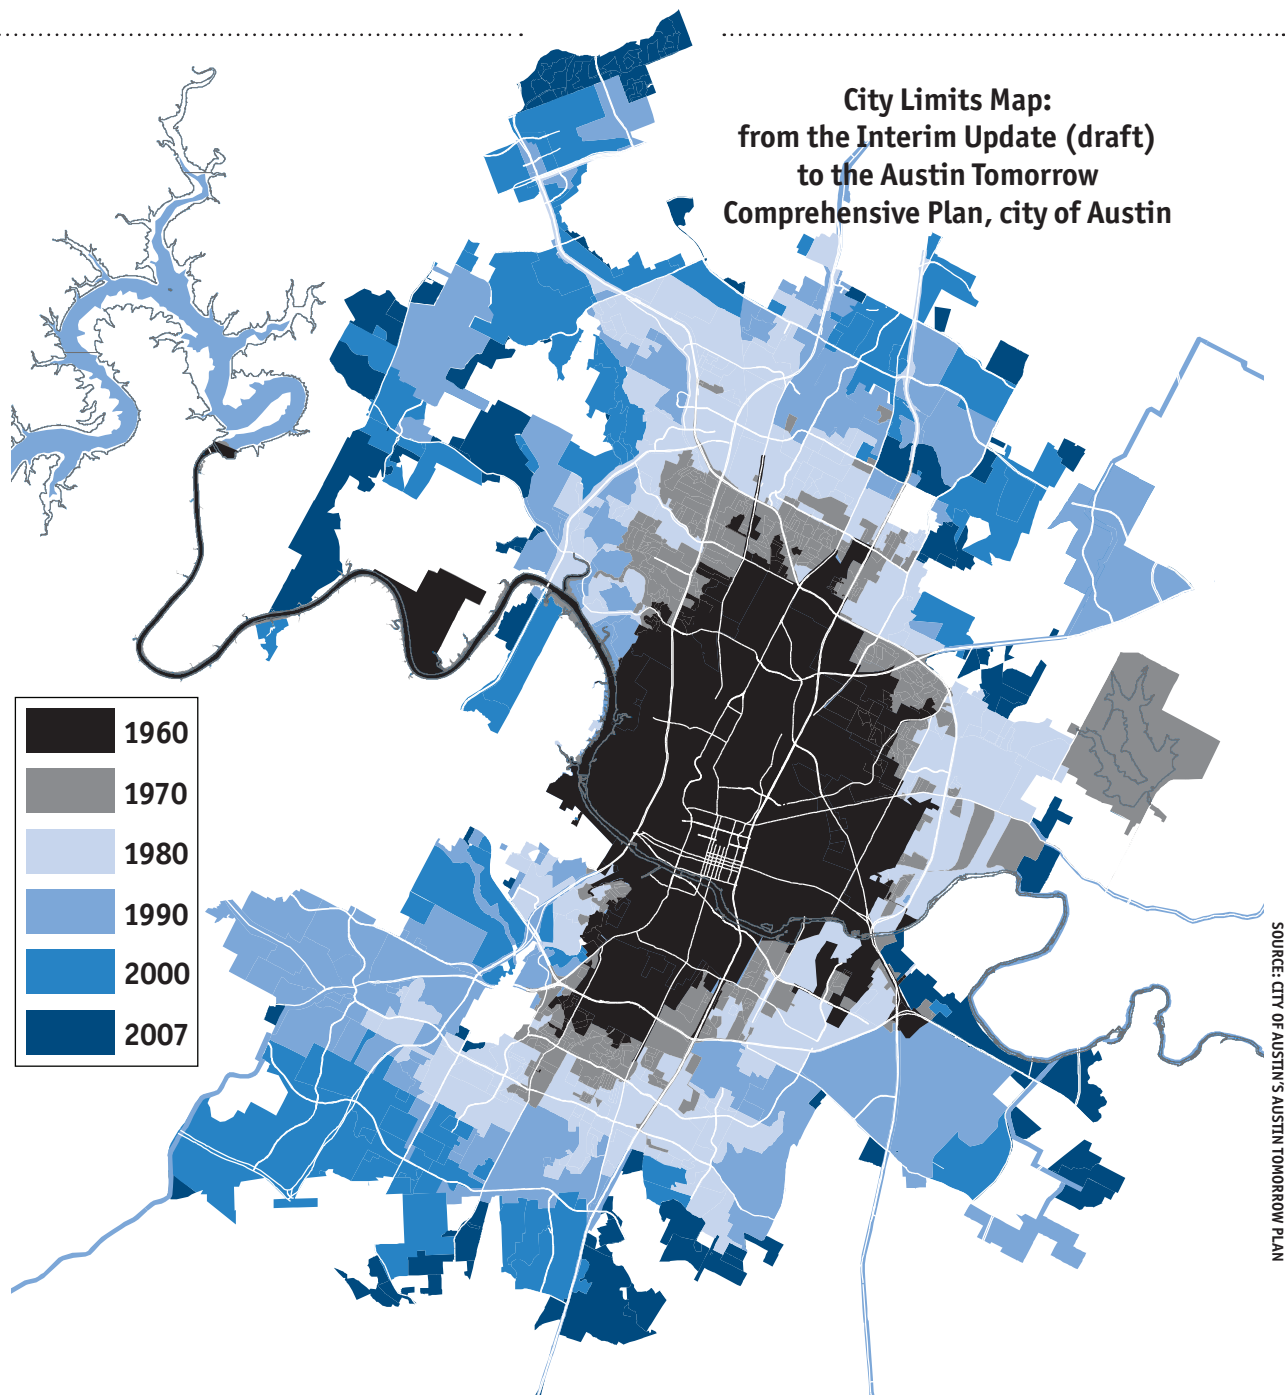 City Limits Map:
from the Interim Update (draft)
to the Austin Tomorrow
Comprehensive Plan, city of Austin
1960
1970
1980
1990
2000
2007
SOURCE: CITY OF AUSTIN'S AUSTIN TOMORROW PLAN